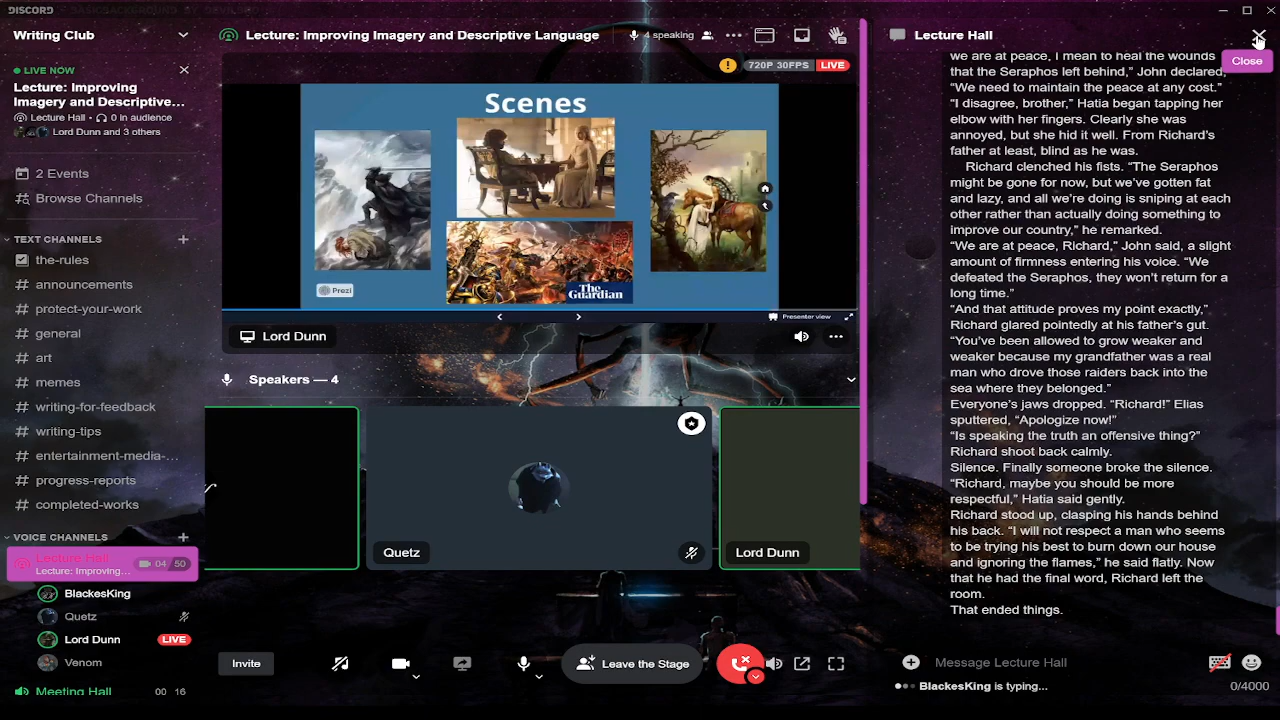 DISCORD
Writing Club
LIVE NOW
Lecture: Improving
Imagery and Descriptive...
Lecture Hall • 0 in audience
Lord Dunn and 3 others
2 Events
Browse Channels
TEXT CHANNELS
the-rules
announcements
protect-your-work
general
art
memes
writing-for-feedback
writing-tips
entertainment-media-...
progress-reports
completed-works
VOICE CHANNELS
Lecture Hall
04 50
Lecture: Improving...
BlackesKing
Quetz
Lord Dunn LIVE
Venom
Meeting Hall 00 16
Lecture: Improving Imagery and Descriptive Language
4 speaking
720P 30FPS LIVE
Scenes
Prezi
The
Guardian
Presenter view
Lord Dunn
Speakers — 4
Quetz
Lord Dunn
Invite
Leave the Stage
Lecture Hall
Close
we are at peace, I mean to heal the wounds
that the Seraphos left behind,” John declared,
“We need to maintain the peace at any cost.”
“I disagree, brother,” Hatia began tapping her
elbow with her fingers. Clearly she was
annoyed, but she hid it well. From Richard’s
father at least, blind as he was.
Richard clenched his fists. “The Seraphos
might be gone for now, but we’ve gotten fat
and lazy, and all we’re doing is sniping at each
other rather than actually doing something to
improve our country,” he remarked.
“We are at peace, Richard,” John said, a slight
amount of firmness entering his voice. “We
defeated the Seraphos, they won’t return for a
long time.”
“And that attitude proves my point exactly,”
Richard glared pointedly at his father’s gut.
“You’ve been allowed to grow weaker and
weaker because my grandfather was a real
man who drove those raiders back into the
sea where they belonged.”
Everyone’s jaws dropped. “Richard!” Elias
sputtered, “Apologize now!”
“Is speaking the truth an offensive thing?”
Richard shoot back calmly.
Silence. Finally someone broke the silence.
“Richard, maybe you should be more
respectful,” Hatia said gently.
Richard stood up, clasping his hands behind
his back. “I will not respect a man who seems
to be trying his best to burn down our house
and ignoring the flames,” he said flatly. Now
that he had the final word, Richard left the
room.
That ended things.
Message Lecture Hall
BlackesKing is typing...
0/4000